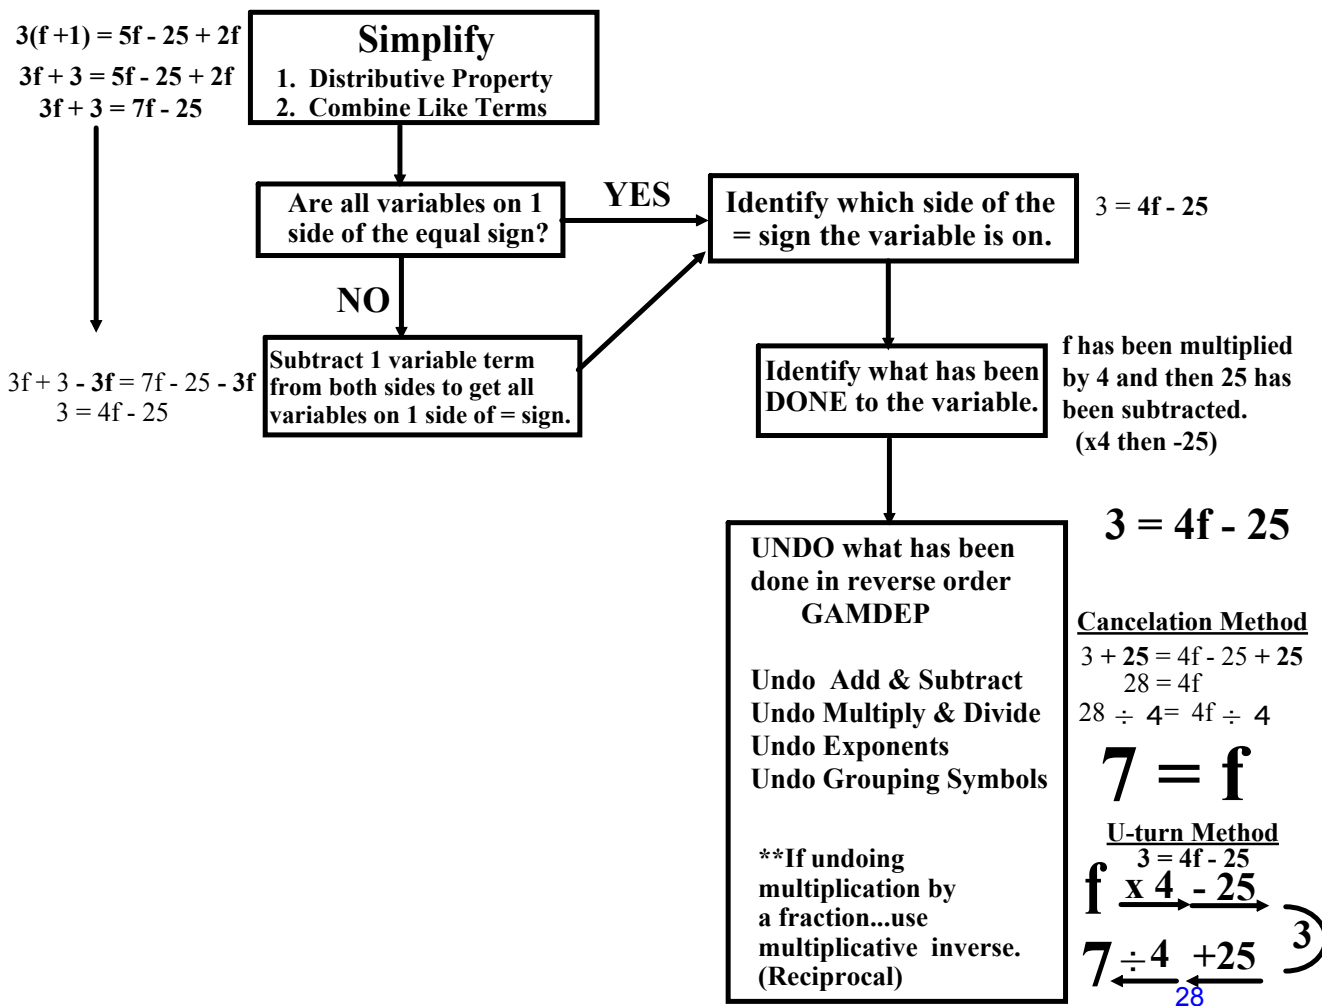 3(f +1) = 5f - 25 + 2f
3f + 3 = 5f - 25 + 2f
3f + 3 = 7f - 25
Simplify
1. Distributive Property
2. Combine Like Terms
Are all variables on 1
side of the equal sign?
YES
NO
Identify which side of the
= sign the variable is on.
3 = 4f - 25
3f + 3 - 3f = 7f - 25 - 3f
3 = 4f - 25
Subtract 1 variable term
from both sides to get all
variables on 1 side of = sign.
Identify what has been
DONE to the variable.
f has been multiplied
by 4 and then 25 has
been subtracted.
(x4 then -25)
UNDO what has been
done in reverse order
GAMDEP
Undo Add & Subtract
Undo Multiply & Divide
Undo Exponents
Undo Grouping Symbols
**If undoing
multiplication by
a fraction...use
multiplicative inverse.
(Reciprocal)
3 = 4f - 25
Cancelation Method
3 + 25 = 4f - 25 + 25
28 = 4f
28 ÷ 4= 4f ÷ 4
7 = f
U-turn Method
3 = 4f - 25
f x 4 - 25
3
7 ÷ 4 +25
28